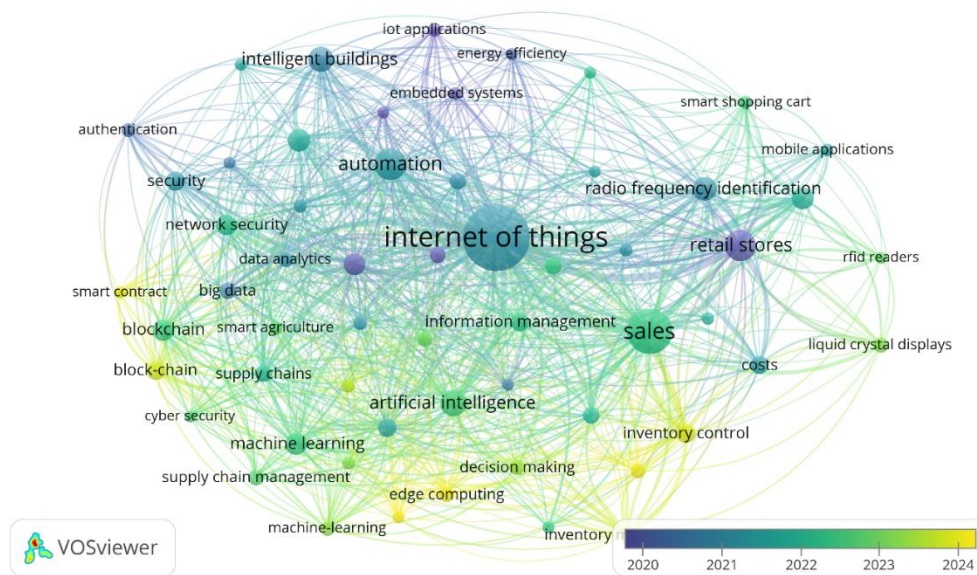 iot applications
energy efficiency
intelligent buildings
embedded systems
smart shopping cart
authentication
mobile applications
automation
security
radio frequency identification
network security
internet of things
retail stores
data analytics
rfid readers
smart contract
big data
information management
blockchain
smart agriculture
sales
liquid crystal displays
block-chain
supply chains
costs
artificial intelligence
cyber security
machine learning
inventory control
supply chain management
decision making
edge computing
machine-learning
inventory m
VOSviewer
2020 2021 2022 2023 2024